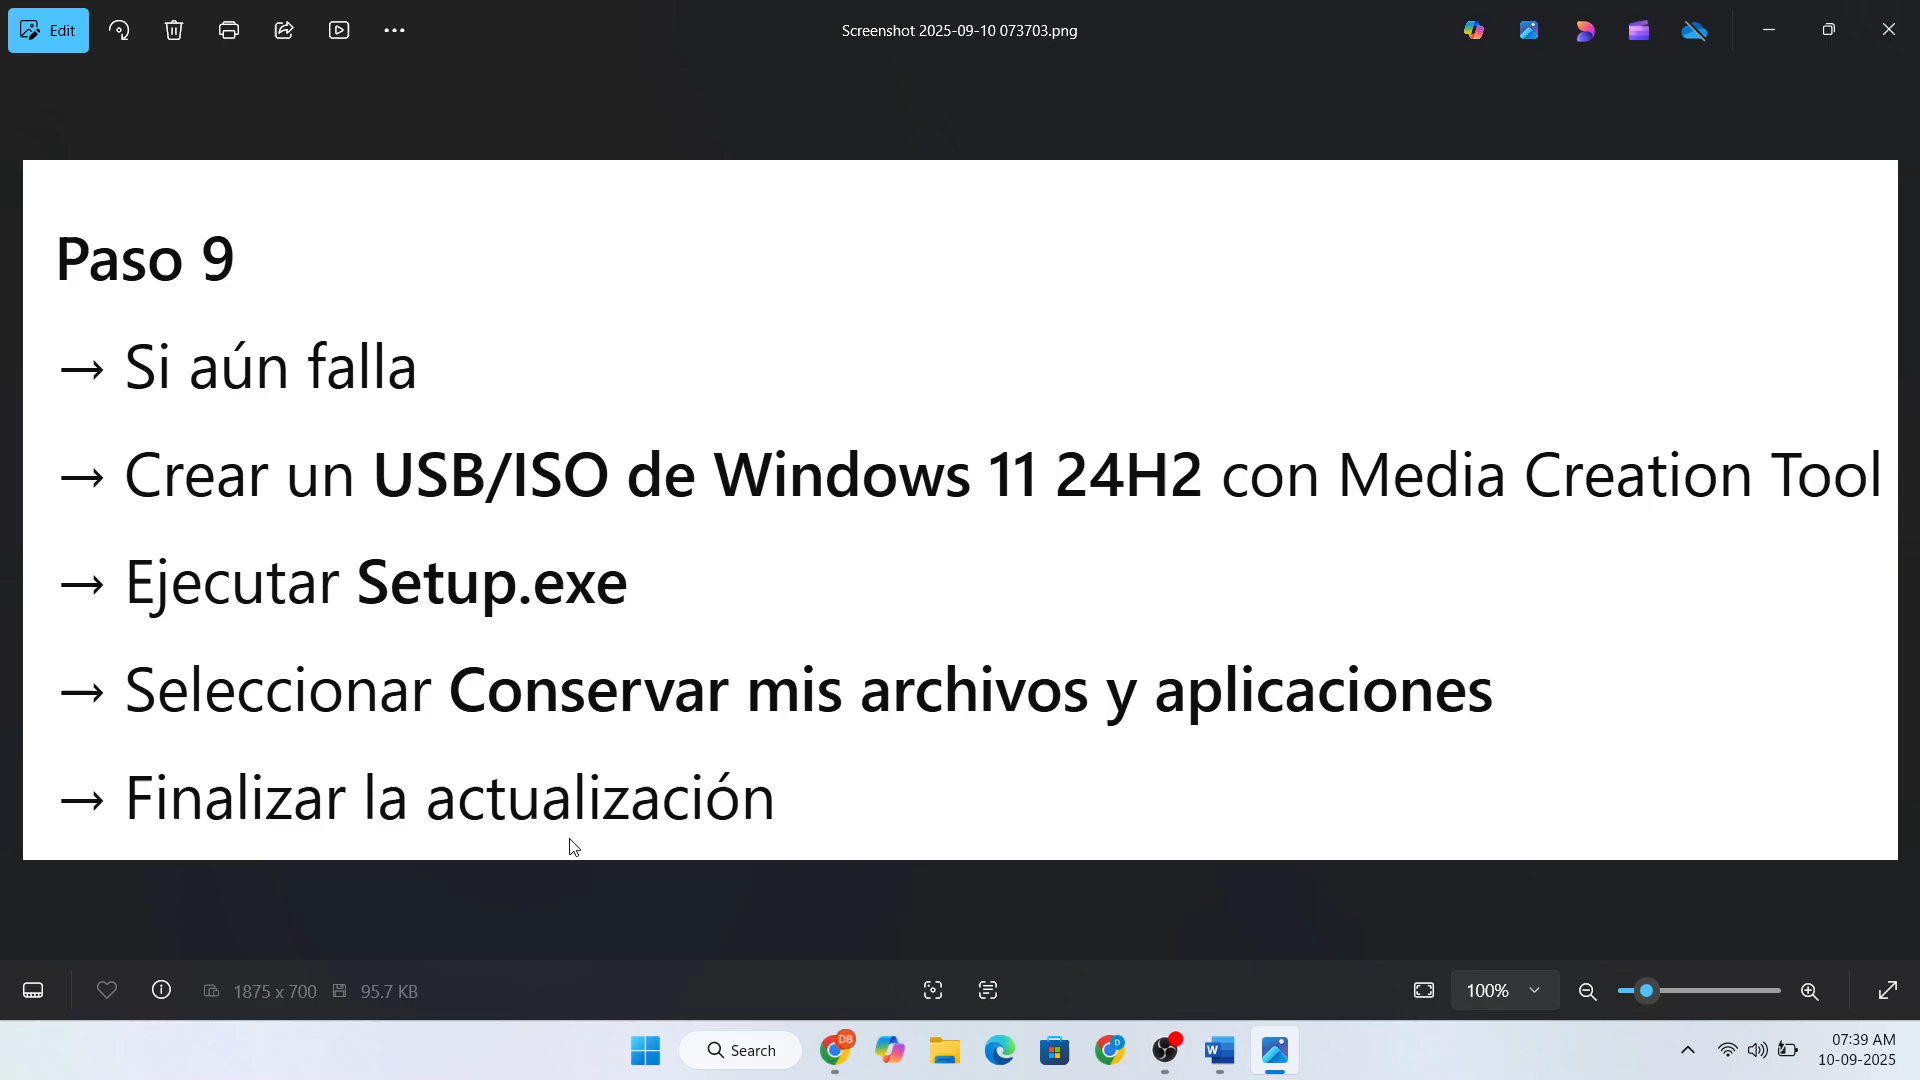 Edit
Screenshot 2025-09-10 073703.png
Paso 9
→ Si aún falla
→ Crear un USB/ISO de Windows 11 24H2 con Media Creation Tool
→ Ejecutar Setup.exe
→ Seleccionar Conservar mis archivos y aplicaciones
→ Finalizar la actualización
1875 x 700 95.7 KB
100%
Search
DB
D
W
07:39 AM
10-09-2025